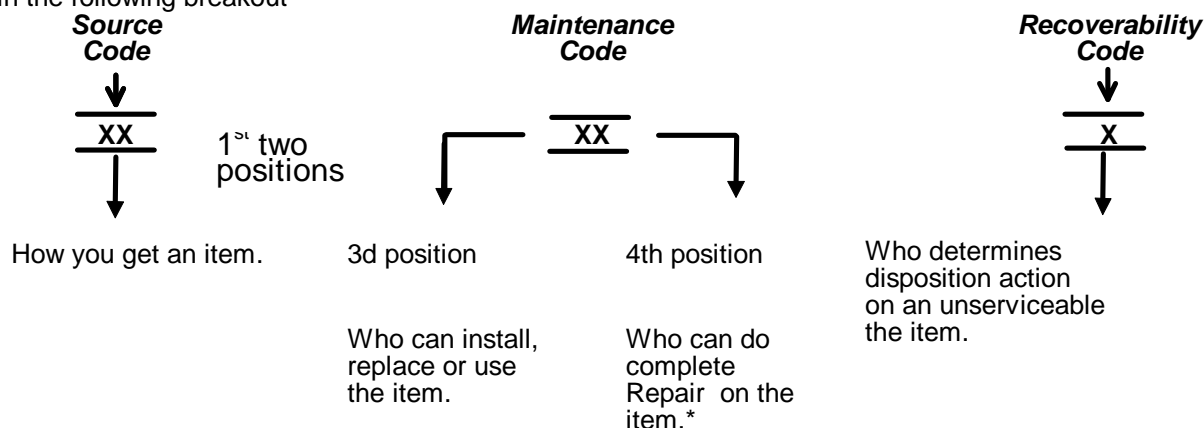 in the following breakout
Source
Code
Maintenance
Code
Recoverability
Code
XX
1st two
positions
XX
X
How you get an item.
3d position
4th position
Who determines
disposition action
on an unserviceable
the item.
Who can install,
replace or use
the item.
Who can do
complete
Repair on the
item.*